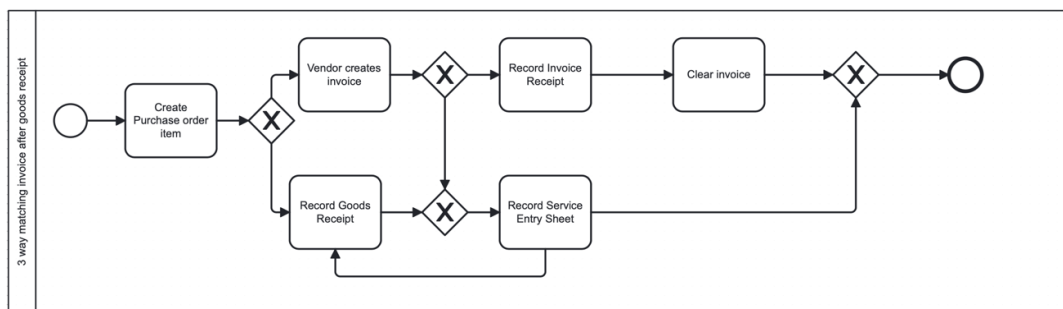 3 way matching invoice after goods receipt
Create
Purchase order
item
X
Vendor creates
invoice
X
Record Invoice
Receipt
Clear invoice
X
Record Goods
Receipt
X
Record Service
Entry Sheet